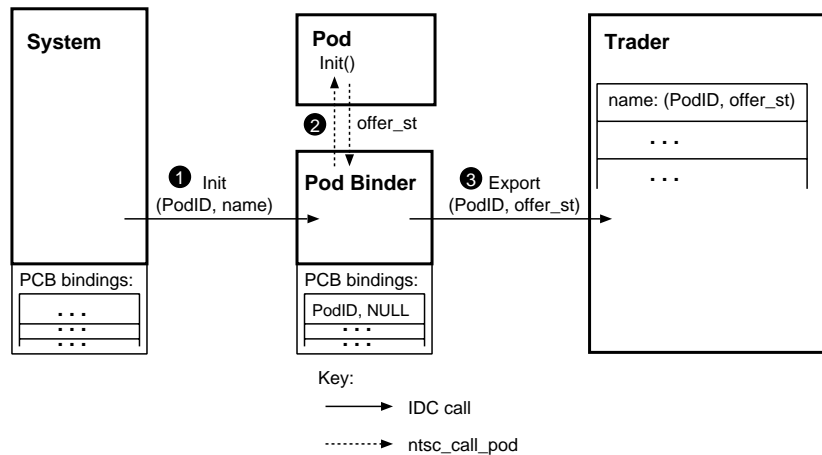 System
Pod
Init()
Trader
name: (PodID, offer_st)
. . .
. . .
2
offer_st
1 Init
(PodID, name)
Pod Binder
3 Export
(PodID, offer_st)
PCB bindings:
. . .
. . .
. . .
PCB bindings:
PodID, NULL
. . .
. . .
Key:
IDC call
ntsc_call_pod